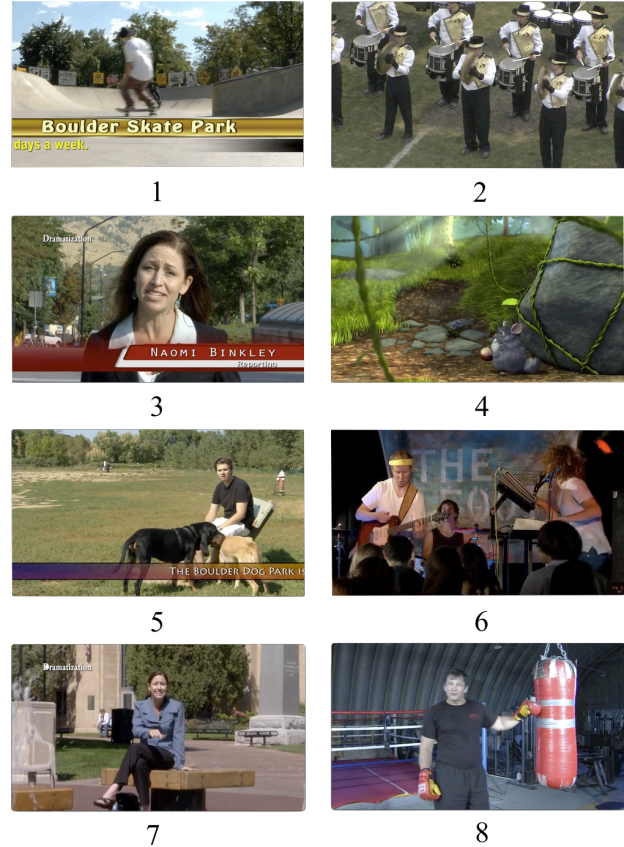 Boulder Skate Park
days a week.
1
2
Dramatization
Naomi Binkley
Reporting
3
4
The Boulder Dog Park is
5
THE
6
Dramatization
7
8